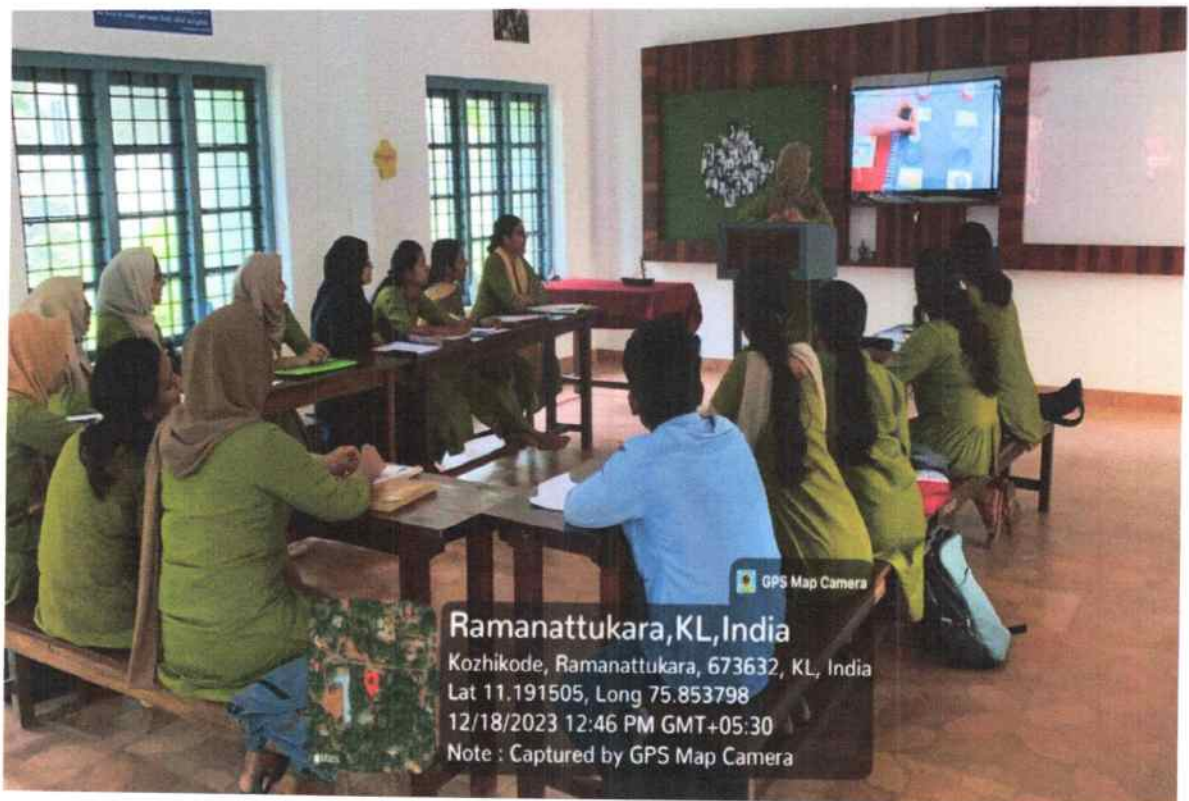 GPS Map Camera
Ramanattukara,KL,India
Kozhikode, Ramanattukara, 673632, KL, India
Lat 11.191505, Long 75.853798
12/18/2023 12:46 PM GMT+05:30
Note : Captured by GPS Map Camera